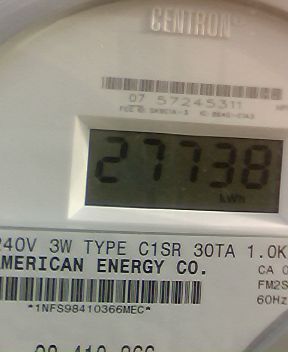 CENTRON®
07 57245311
27738
kWh
240V 3W TYPE C1SR 30TA 1.0K
AMERICAN ENERGY CO.
CA 0
FM2S
60Hz
*1NFS98410366MEC*